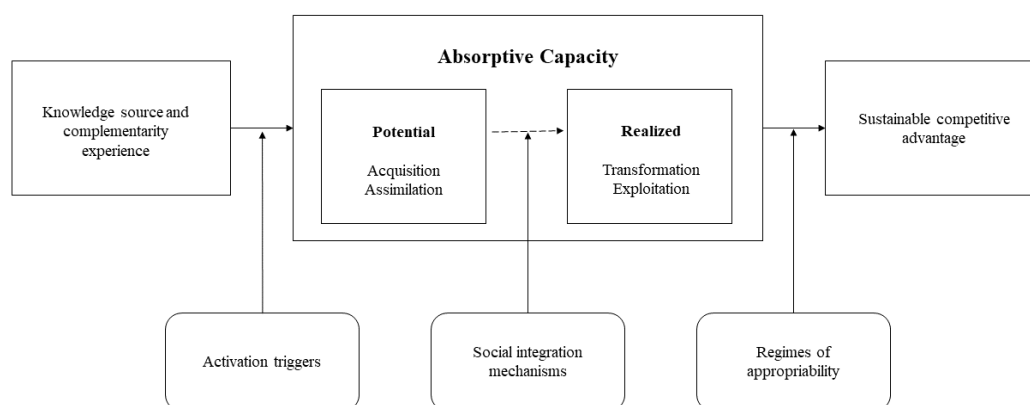 Absorptive Capacity
Knowledge source and
complementarity
experience
Potential
Acquisition
Assimilation
Realized
Transformation
Exploitation
Sustainable competitive
advantage
Activation triggers
Social integration
mechanisms
Regimes of
appropriability